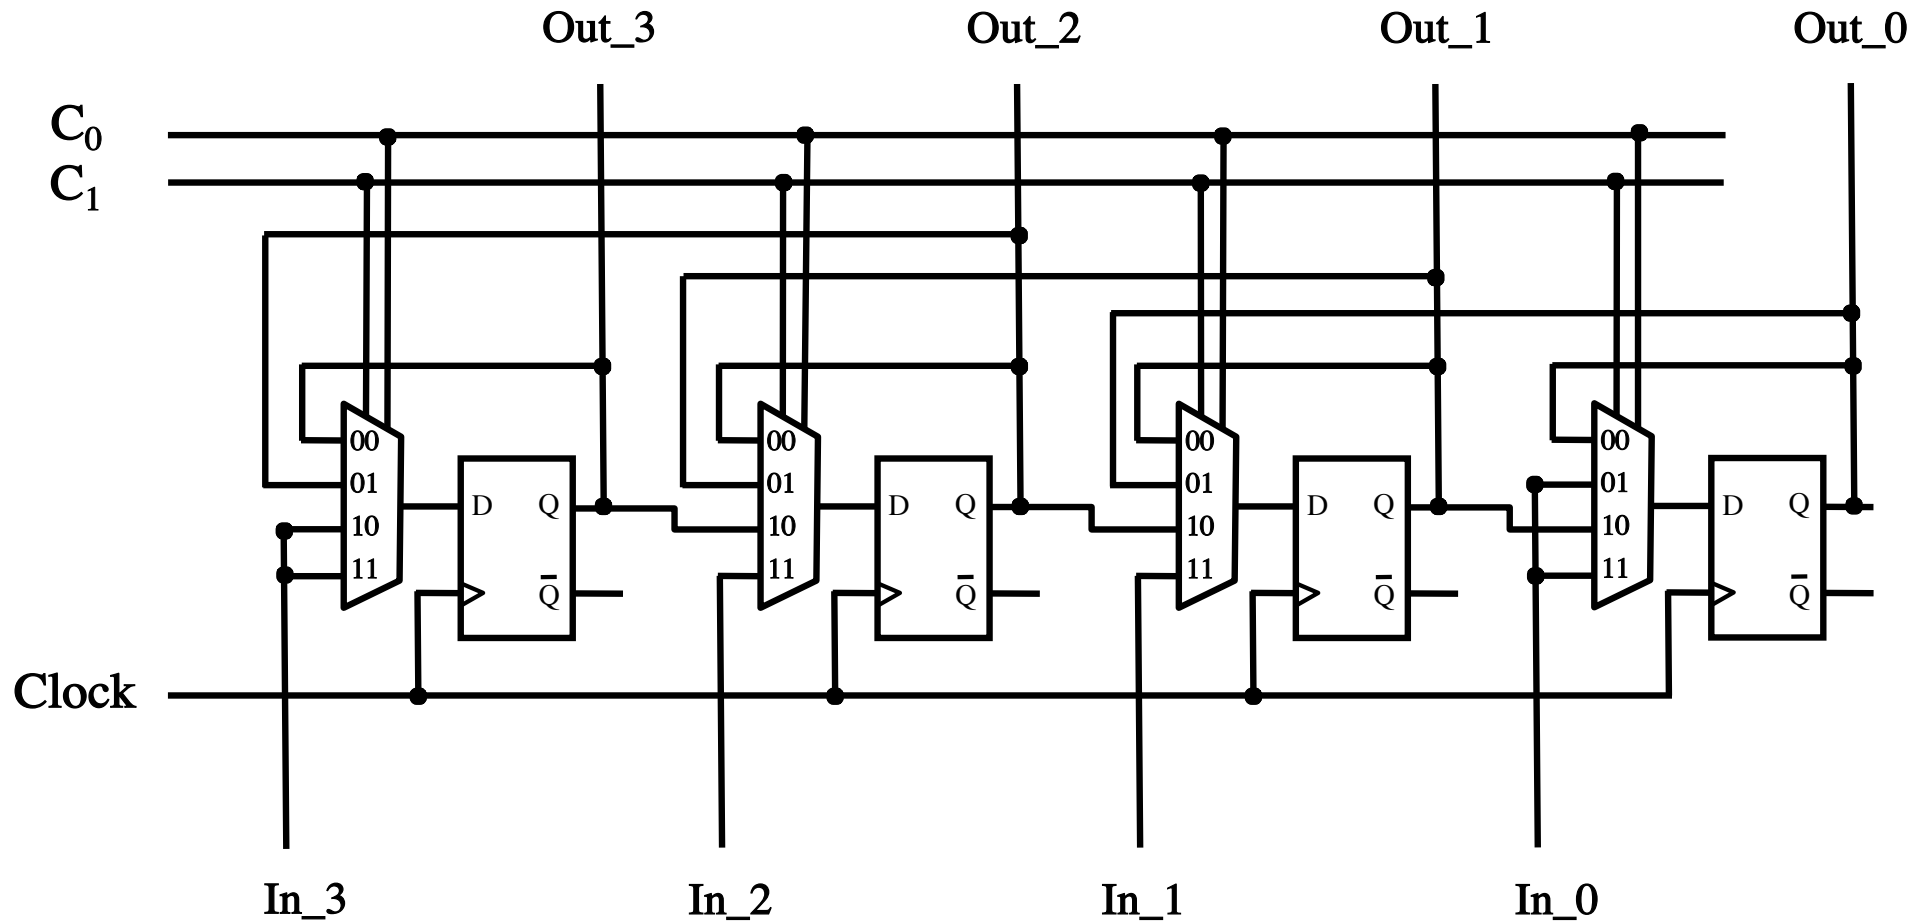 Out_3 Out_2 Out_1 Out_0
C₀
C₁
00 00 00 00
01 01 01 01
D Q D Q D Q D Q
10 10 10 10
11 11 11 11
Q̅ Q̅ Q̅ Q̅
Clock
In_3 In_2 In_1 In_0